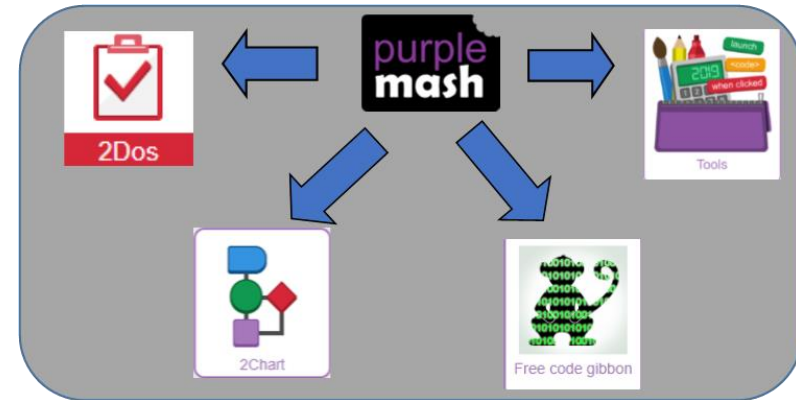 purple
mash
2Dos
launch
<code>
2019
when clicked
Tools
2Chart
Free code gibbon